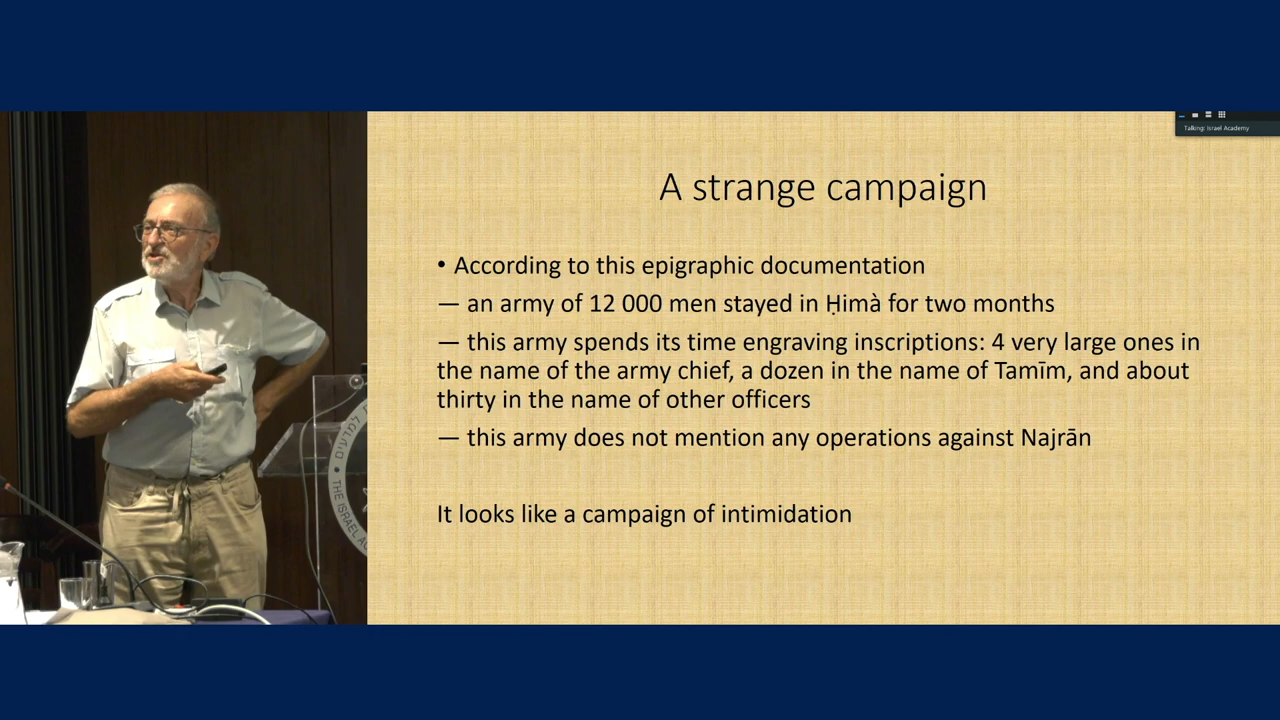 Talking: Israel Academy
A strange campaign
• According to this epigraphic documentation
— an army of 12 000 men stayed in Ḥimà for two months
— this army spends its time engraving inscriptions: 4 very large ones in
the name of the army chief, a dozen in the name of Tamīm, and about
thirty in the name of other officers
— this army does not mention any operations against Najrān
It looks like a campaign of intimidation
למדעים
• THE ISRAEL